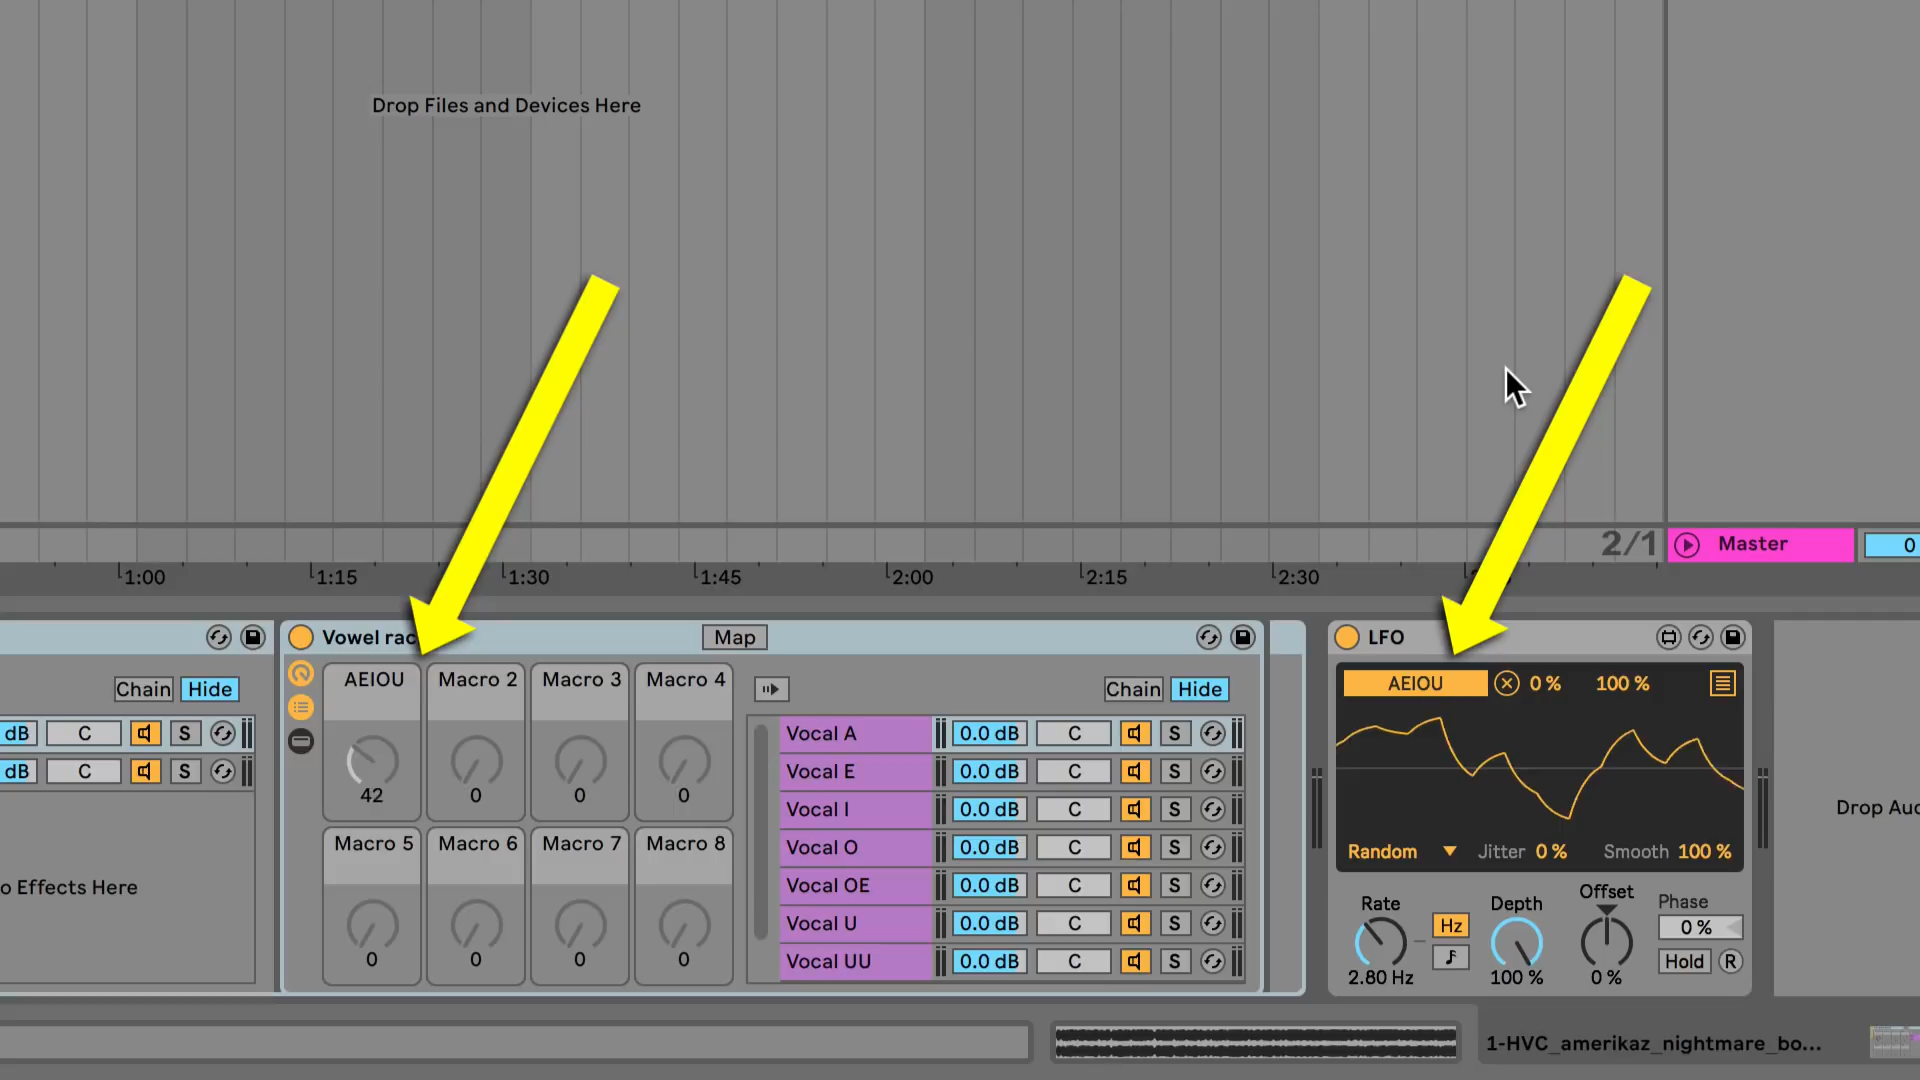 Drop Files and Devices Here
2/1
Master
0
1:00
1:15
1:30
1:45
2:00
2:15
2:30
Chain Hide
dB C S
dB C S
o Effects Here
Vowel rac
Map
AEIOU Macro 2 Macro 3 Macro 4
42 0 0 0
Macro 5 Macro 6 Macro 7 Macro 8
0 0 0 0
Chain Hide
Vocal A 0.0 dB C S
Vocal E 0.0 dB C S
Vocal I 0.0 dB C S
Vocal O 0.0 dB C S
Vocal OE 0.0 dB C S
Vocal U 0.0 dB C S
Vocal UU 0.0 dB C S
LFO
AEIOU 0 % 100 %
Random Jitter 0 % Smooth 100 %
Rate
Hz
2.80 Hz
Depth
100 %
Offset
0 %
Phase
0 %
Hold R
Drop Auc
1-HVC_amerikaz_nightmare_bo...